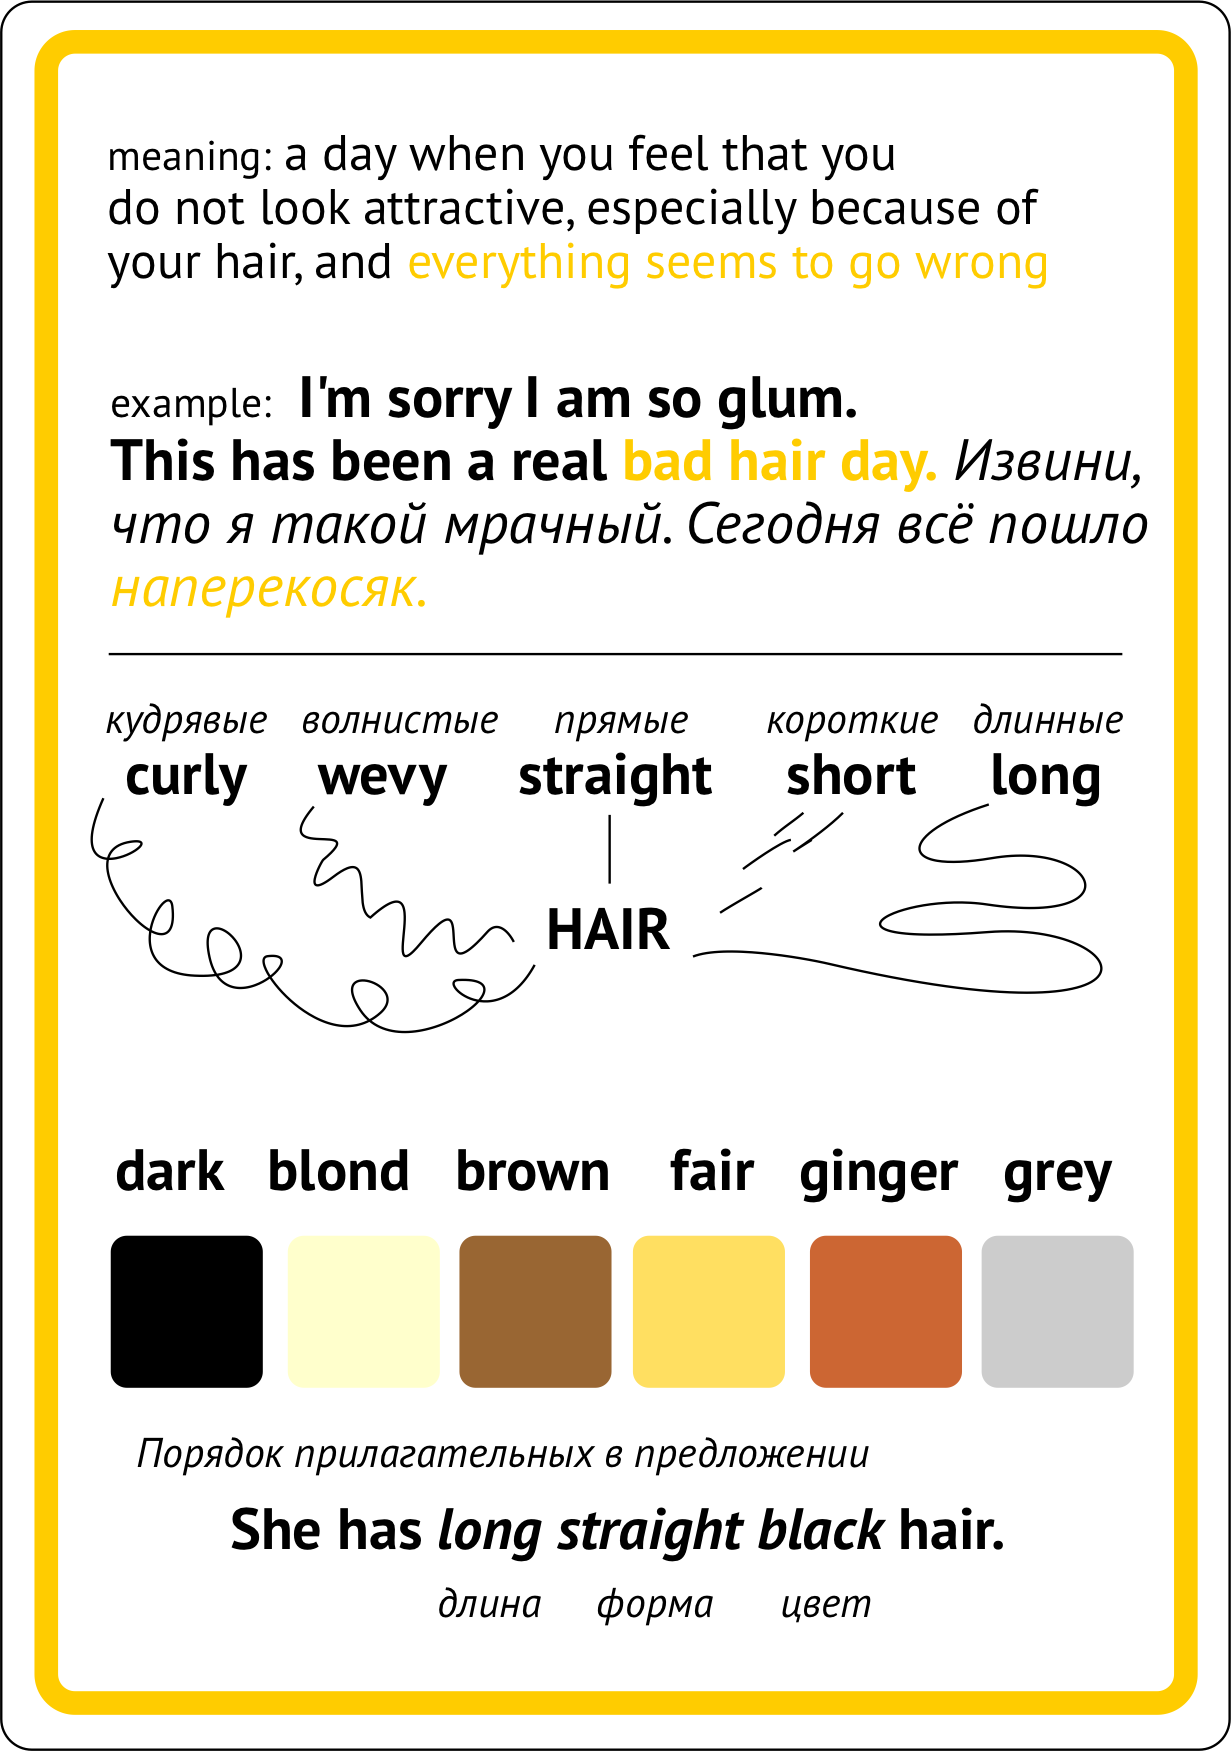 meaning: a day when you feel that you
do not look attractive, especially because of
your hair, and everything seems to go wrong
example: I'm sorry I am so glum.
This has been a real bad hair day. Извини,
что я такой мрачный. Сегодня всё пошло
наперекосяк.
кудрявые волнистые прямые короткие длинные
curly wevy straight short long
HAIR
dark blond brown fair ginger grey
Порядок прилагательных в предложении
She has long straight black hair.
длина форма цвет